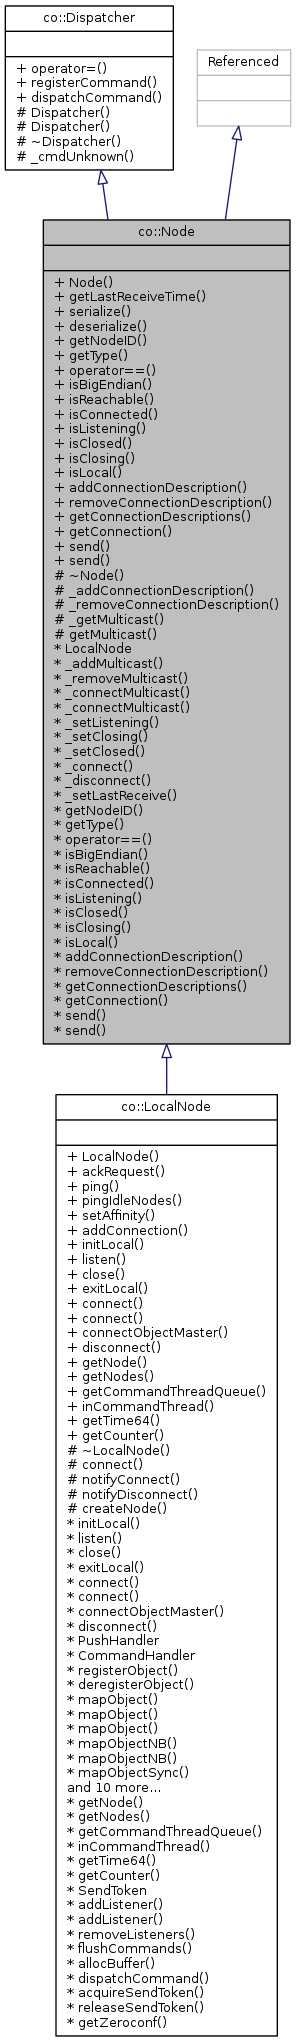 co::Dispatcher
+ operator=()
+ registerCommand()
+ dispatchCommand()
# Dispatcher()
# Dispatcher()
# ~Dispatcher()
# _cmdUnknown()
Referenced
co::Node
+ Node()
+ getLastReceiveTime()
+ serialize()
+ deserialize()
+ getNodeID()
+ getType()
+ operator==()
+ isBigEndian()
+ isReachable()
+ isConnected()
+ isListening()
+ isClosed()
+ isClosing()
+ isLocal()
+ addConnectionDescription()
+ removeConnectionDescription()
+ getConnectionDescriptions()
+ getConnection()
+ send()
+ send()
# ~Node()
# _addConnectionDescription()
# _removeConnectionDescription()
# _getMulticast()
# getMulticast()
* LocalNode
* _addMulticast()
* _removeMulticast()
* _connectMulticast()
* _connectMulticast()
* _setListening()
* _setClosing()
* _setClosed()
* _connect()
* _disconnect()
* _setLastReceive()
* getNodeID()
* getType()
* operator==()
* isBigEndian()
* isReachable()
* isConnected()
* isListening()
* isClosed()
* isClosing()
* isLocal()
* addConnectionDescription()
* removeConnectionDescription()
* getConnectionDescriptions()
* getConnection()
* send()
* send()
co::LocalNode
+ LocalNode()
+ ackRequest()
+ ping()
+ pingIdleNodes()
+ setAffinity()
+ addConnection()
+ initLocal()
+ listen()
+ close()
+ exitLocal()
+ connect()
+ connect()
+ connectObjectMaster()
+ disconnect()
+ getNode()
+ getNodes()
+ getCommandThreadQueue()
+ inCommandThread()
+ getTime64()
+ getCounter()
# ~LocalNode()
# connect()
# notifyConnect()
# notifyDisconnect()
# createNode()
* initLocal()
* listen()
* close()
* exitLocal()
* connect()
* connect()
* connectObjectMaster()
* disconnect()
* PushHandler
* CommandHandler
* registerObject()
* deregisterObject()
* mapObject()
* mapObject()
* mapObject()
* mapObjectNB()
* mapObjectNB()
* mapObjectSync()
and 10 more...
* getNode()
* getNodes()
* getCommandThreadQueue()
* inCommandThread()
* getTime64()
* getCounter()
* SendToken
* addListener()
* addListener()
* removeListeners()
* flushCommands()
* allocBuffer()
* dispatchCommand()
* acquireSendToken()
* releaseSendToken()
* getZeroconf()